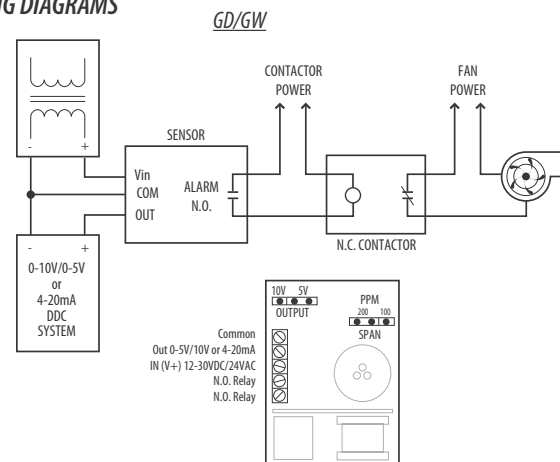 NG DIAGRAMS
GD/GW
CONTACTOR
POWER
FAN
POWER
SENSOR
- +
Vin
COM
OUT
ALARM
N.O.
N.C. CONTACTOR
- +
0-10V/0-5V
or
4-20mA
DDC
SYSTEM
10V 5V
OUTPUT
PPM
200 100
SPAN
Common
Out 0-5V/10V or 4-20mA
IN (V+) 12-30VDC/24VAC
N.O. Relay
N.O. Relay